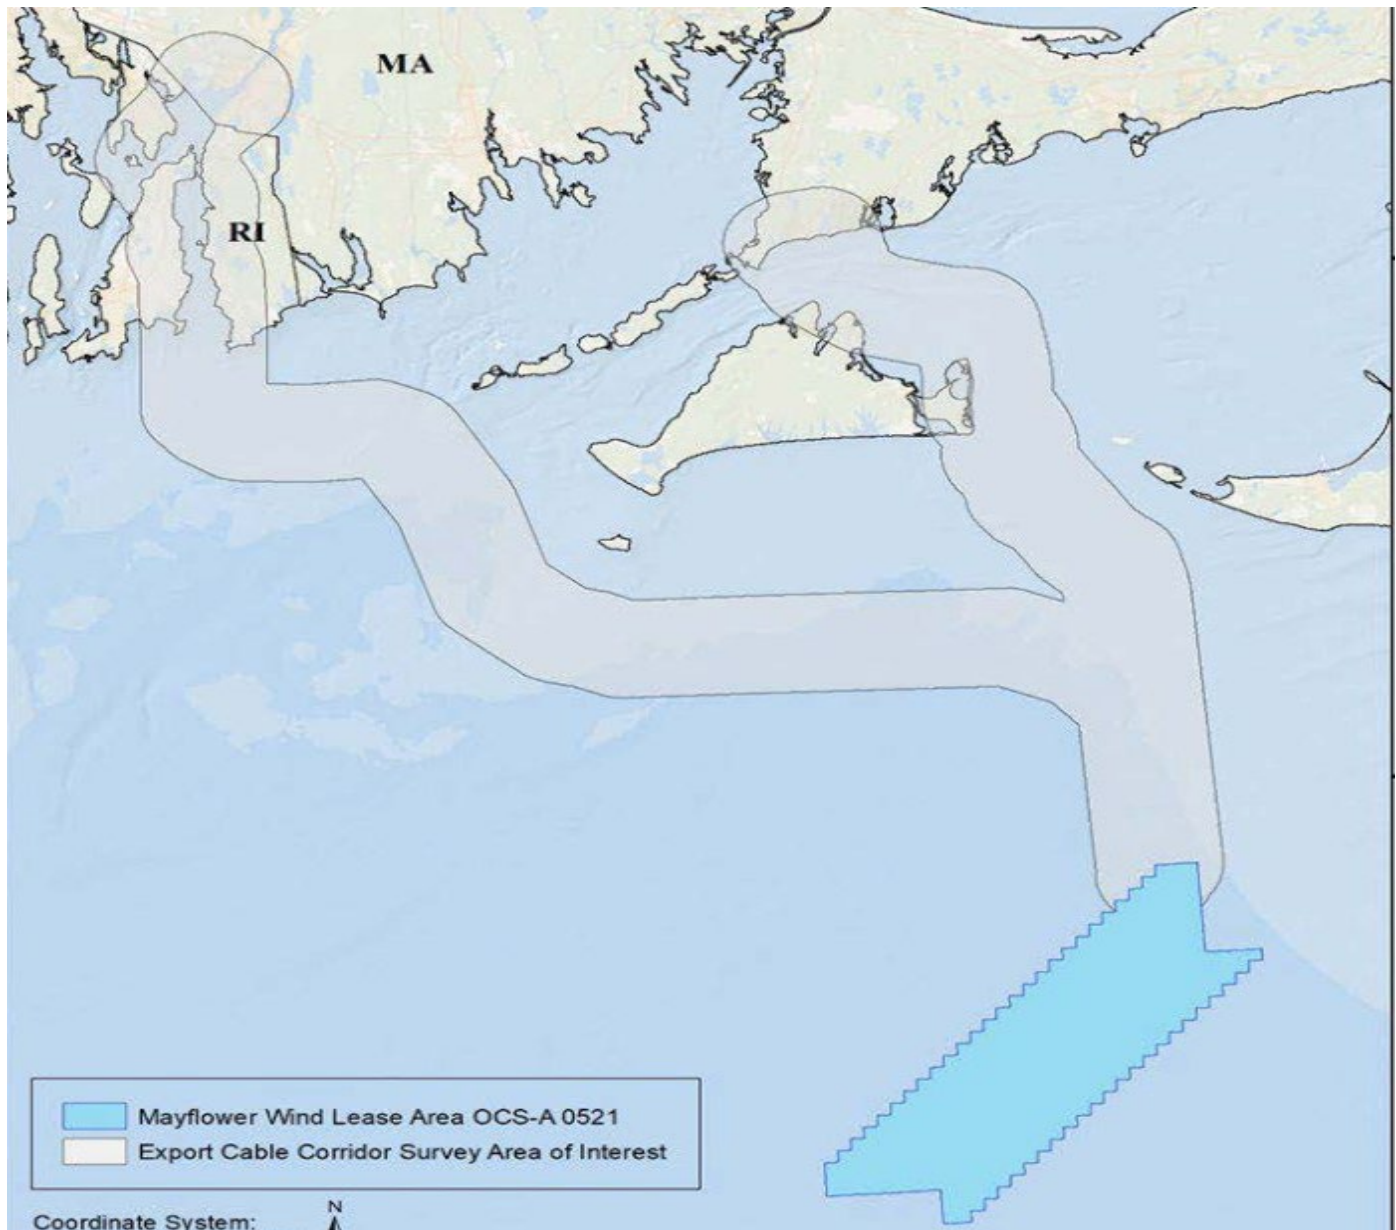 MA
RI
Mayflower Wind Lease Area OCS-A 0521
Export Cable Corridor Survey Area of Interest
N
Coordinate System: